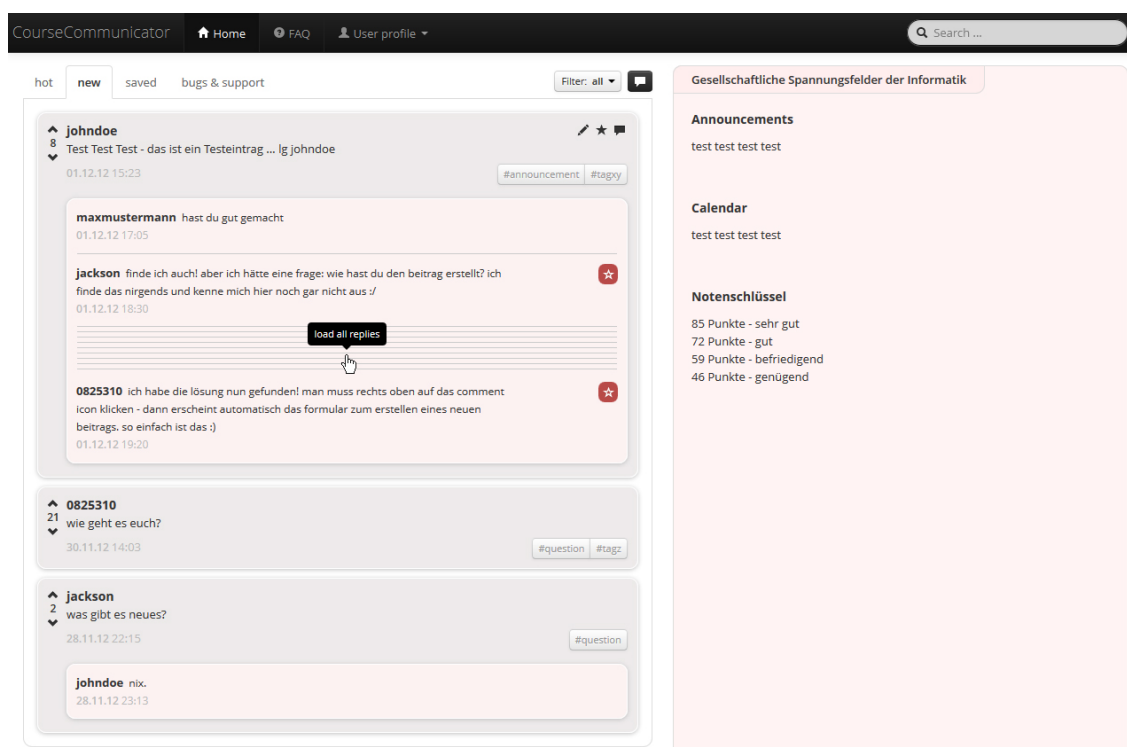 CourseCommunicator Home FAQ User profile Search ...
hot new saved bugs & support Filter: all
johndoe
8
Test Test Test - das ist ein Testeintrag ... lg johndoe
01.12.12 15:23 #announcement #tagxy
maxmustermann hast du gut gemacht
01.12.12 17:05
jackson finde ich auch! aber ich hätte eine frage: wie hast du den beitrag erstellt? ich
finde das nirgends und kenne mich hier noch gar nicht aus :/
01.12.12 18:30
load all replies
0825310 ich habe die lösung nun gefunden! man muss rechts oben auf das comment
icon klicken - dann erscheint automatisch das formular zum erstellen eines neuen
beitrags. so einfach ist das :)
01.12.12 19:20
0825310
21
wie geht es euch?
30.11.12 14:03 #question #tagz
jackson
2
was gibt es neues?
28.11.12 22:15 #question
johndoe nix.
28.11.12 23:13
Gesellschaftliche Spannungsfelder der Informatik
Announcements
test test test test
Calendar
test test test test
Notenschlüssel
85 Punkte - sehr gut
72 Punkte - gut
59 Punkte - befriedigend
46 Punkte - genügend